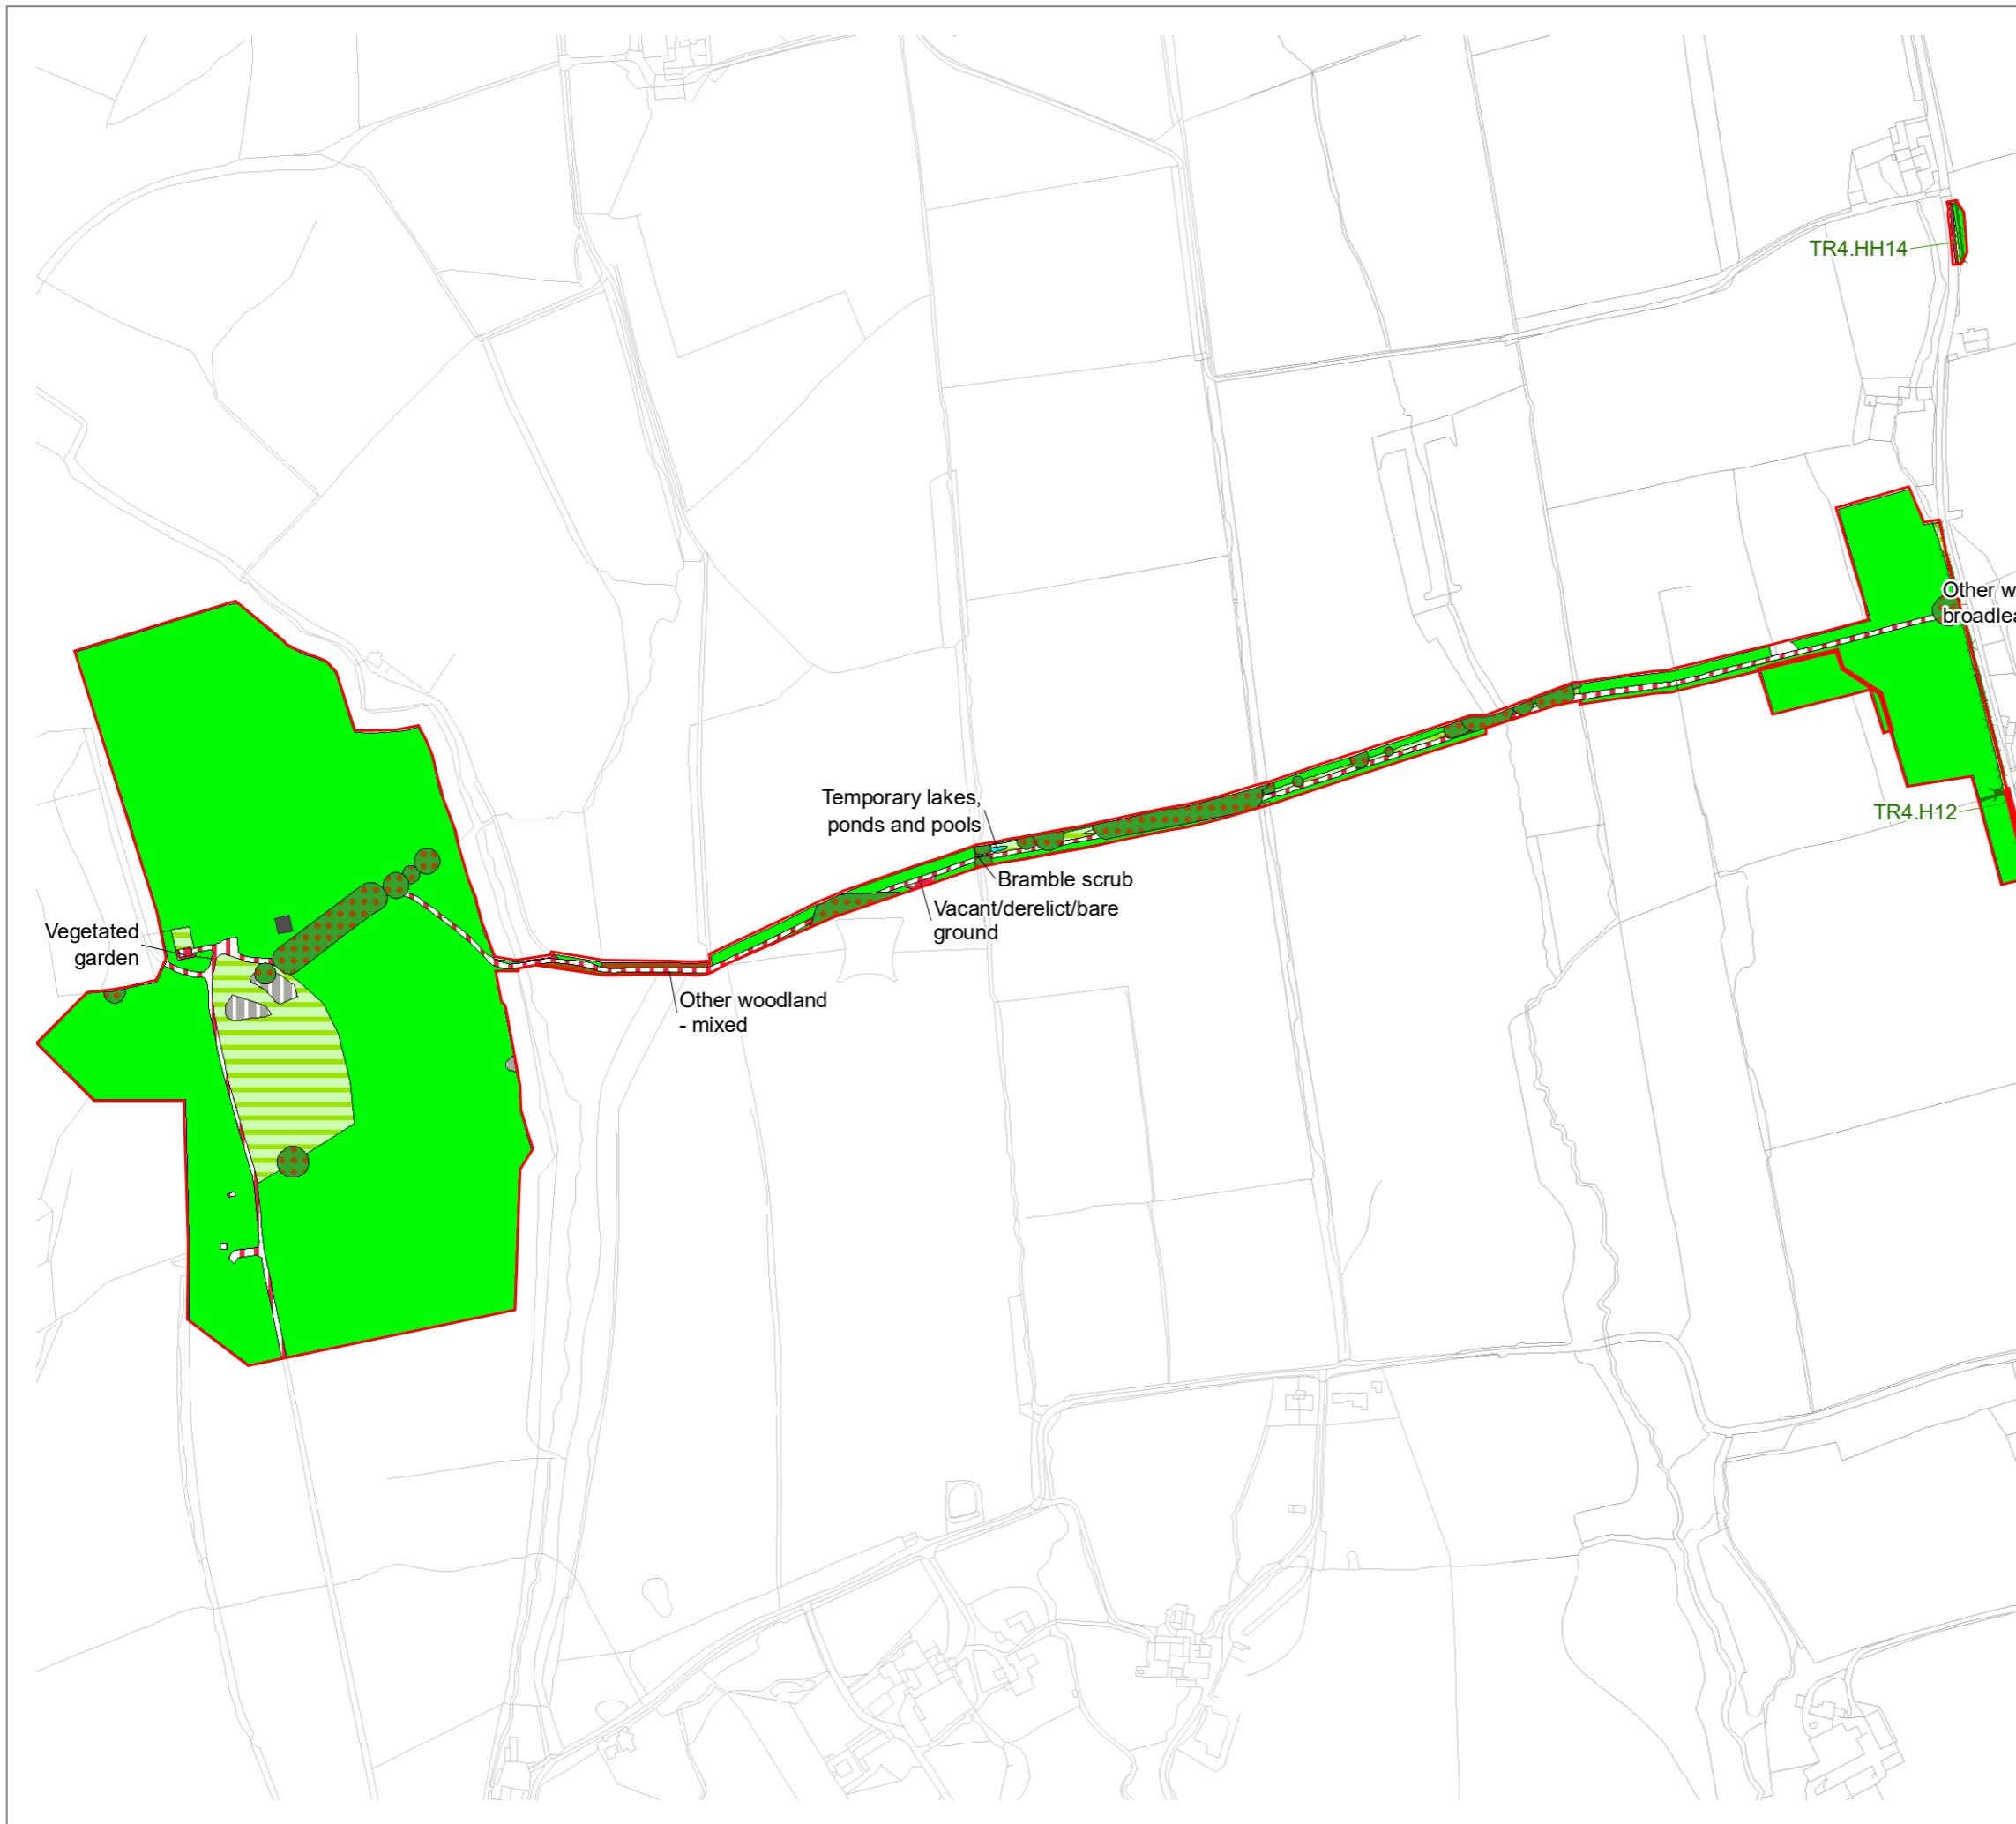 TR4.HH14
Other w
broadlea
Temporary lakes,
ponds and pools
TR4.H12
Bramble scrub
Vacant/derelict/bare
ground
Vegetated
garden
Other woodland
- mixed